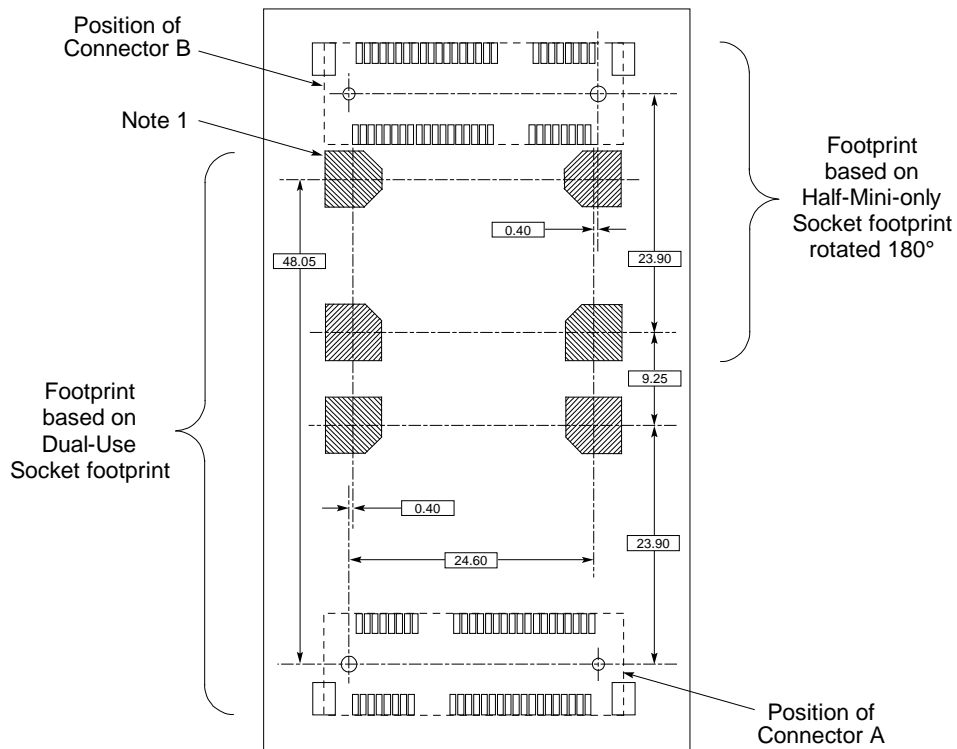 Position of
Connector B
Note 1
Footprint
based on
Half-Mini-only
Socket footprint
rotated 180°
0.40
48.05
23.90
9.25
Footprint
based on
Dual-Use
Socket footprint
0.40
24.60
23.90
Position of
Connector A